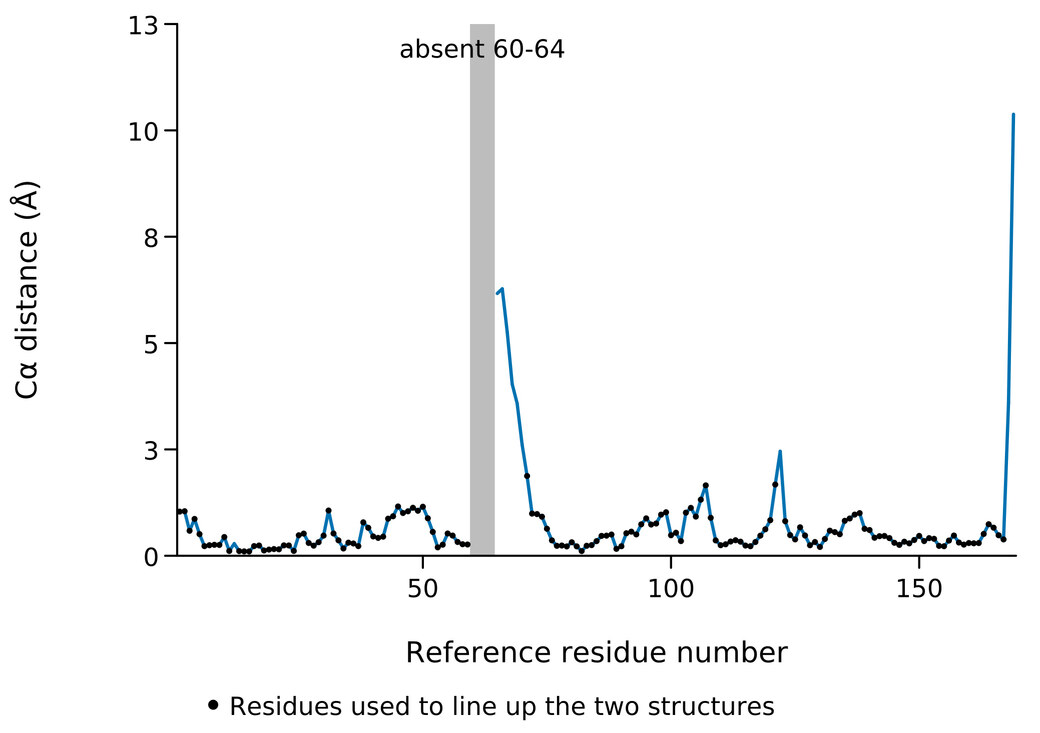 13
absent 60-64
10
8
5
3
0
Cα distance (Å)
50 100 150
Reference residue number
Residues used to line up the two structures